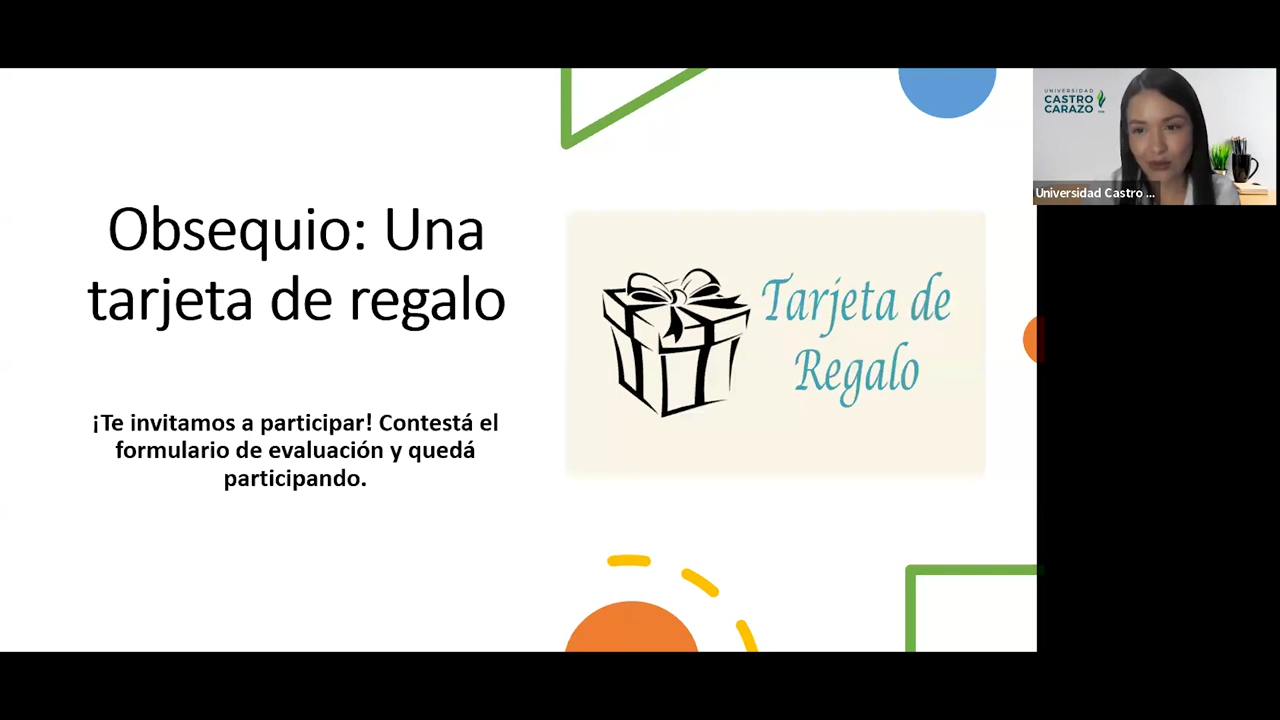 Obsequio: Una
tarjeta de regalo
¡Te invitamos a participar! Contestá el
formulario de evaluación y quedá
participando.
Tarjeta de
Regalo
UNIVERSIDAD
CASTRO
CARAZO
Universidad Castro ...